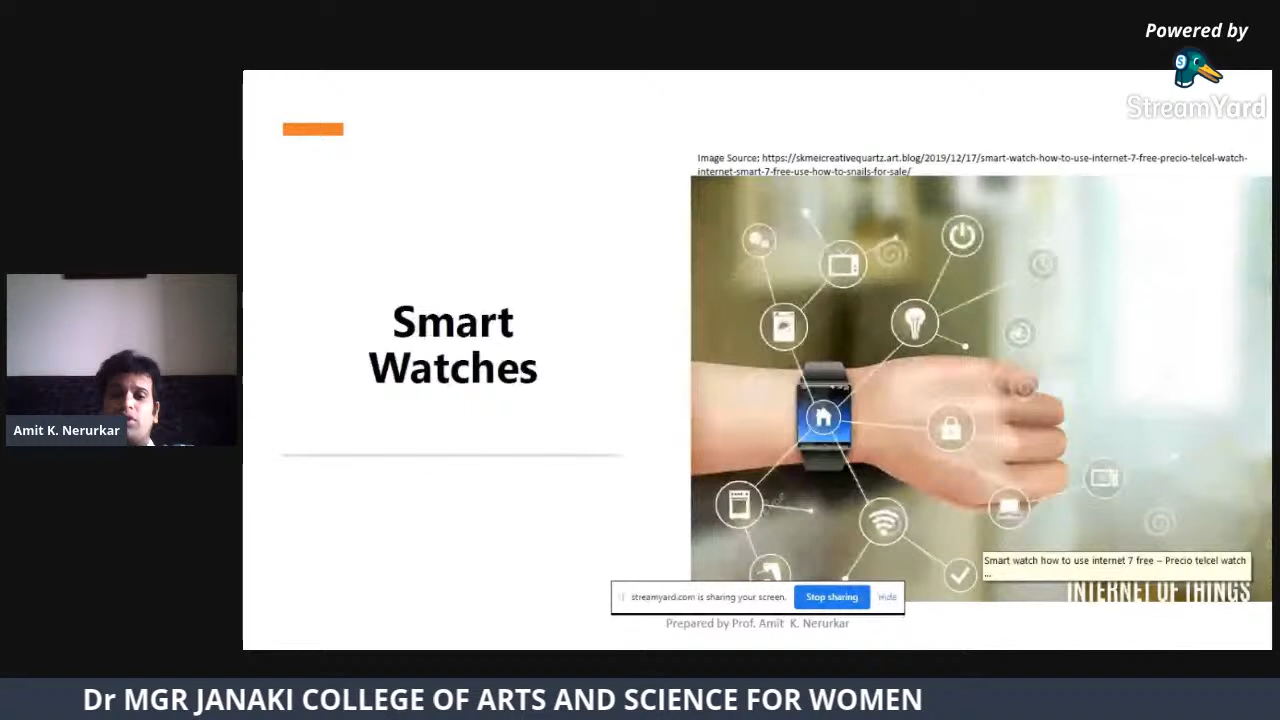 Powered by
StreamYard
Image Source: https://skmeicreativequartz.art.blog/2019/12/17/smart-watch-how-to-use-internet-7-free-precio-telcel-watch-
internet-smart-7-free-use-how-to-snails-for-sale/
Smart
Watches
Amit K. Nerurkar
Smart watch how to use internet 7 free – Precio telcel watch
...
INTERNET OF THINGS
streamyard.com is sharing your screen.
Stop sharing
Hide
Prepared by Prof. Amit K. Nerurkar
Dr MGR JANAKI COLLEGE OF ARTS AND SCIENCE FOR WOMEN